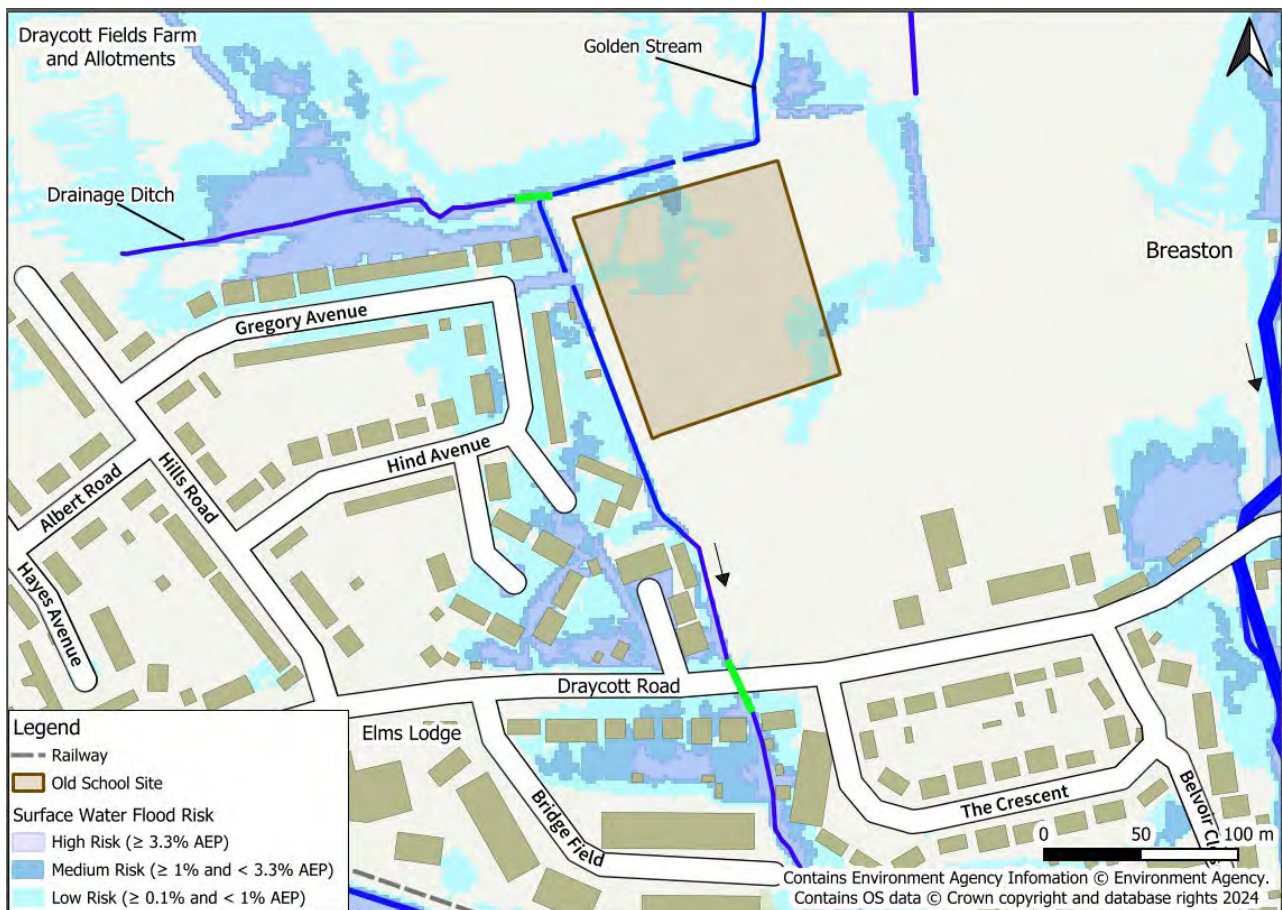 Draycott Fields Farm
and Allotments
Golden Stream
Drainage Ditch
Breaston
Gregory Avenue
Hind Avenue
Albert Road
Hills Road
Hayes Avenue
Draycott Road
Elms Lodge
Bridge Field
The Crescent
Belvoir Clos
Legend
Railway
Old School Site
Surface Water Flood Risk
High Risk (≥ 3.3% AEP)
Medium Risk (≥ 1% and < 3.3% AEP)
Low Risk (≥ 0.1% and < 1% AEP)
0 50 100 m
Contains Environment Agency Infomation © Environment Agency.
Contains OS data © Crown copyright and database rights 2024